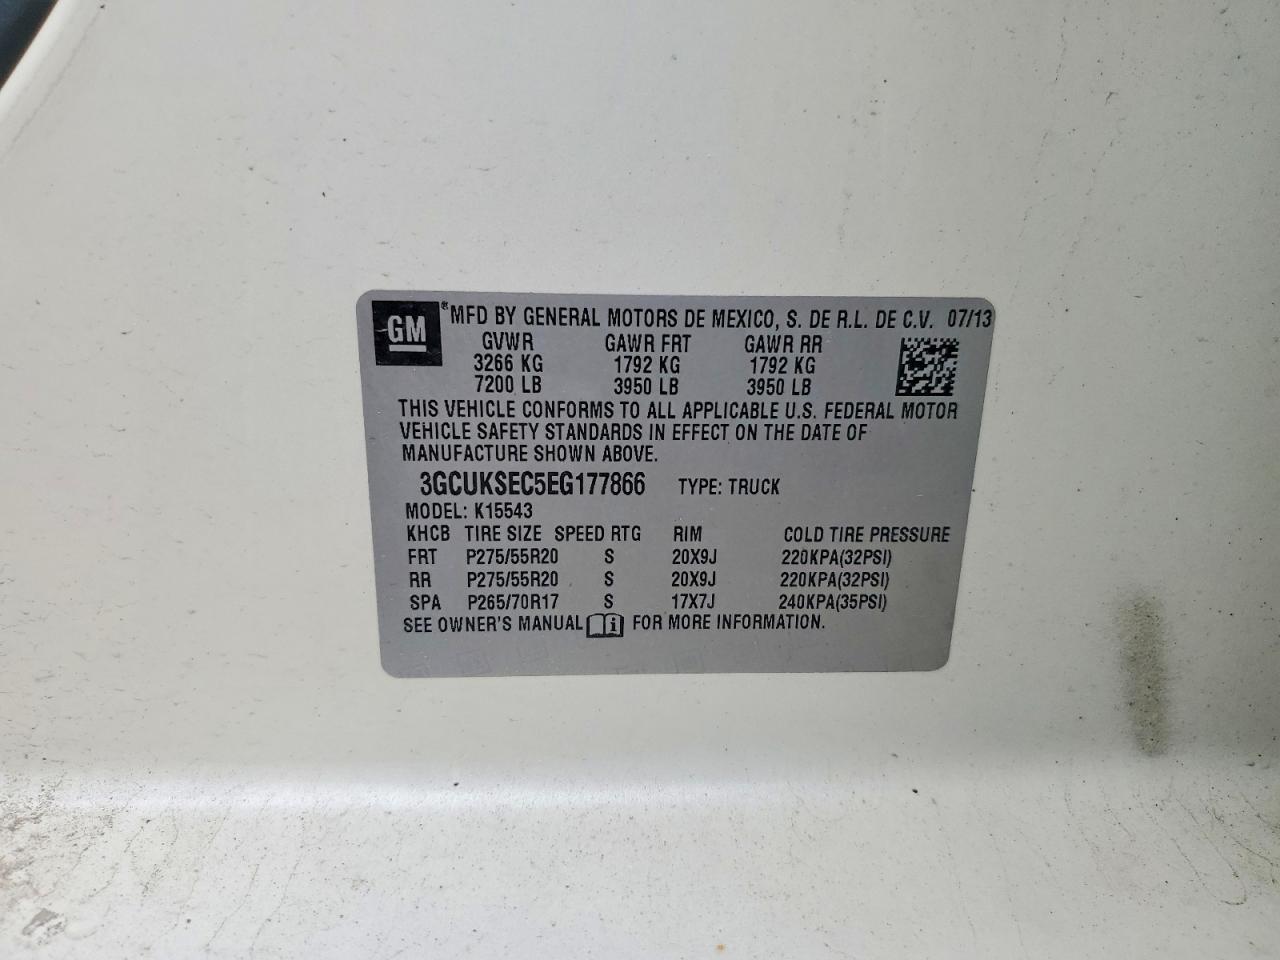 GM ® MFD BY GENERAL MOTORS DE MEXICO, S. DE R.L. DE C.V. 07/13
GVWR GAWR FRT GAWR RR
3266 KG 1792 KG 1792 KG
7200 LB 3950 LB 3950 LB
THIS VEHICLE CONFORMS TO ALL APPLICABLE U.S. FEDERAL MOTOR
VEHICLE SAFETY STANDARDS IN EFFECT ON THE DATE OF
MANUFACTURE SHOWN ABOVE.
3GCUKSEC5EG177866 TYPE: TRUCK
MODEL: K15543
KHCB TIRE SIZE SPEED RTG RIM COLD TIRE PRESSURE
FRT P275/55R20 S 20X9J 220KPA(32PSI)
RR P275/55R20 S 20X9J 220KPA(32PSI)
SPA P265/70R17 S 17X7J 240KPA(35PSI)
SEE OWNER'S MANUAL i FOR MORE INFORMATION.